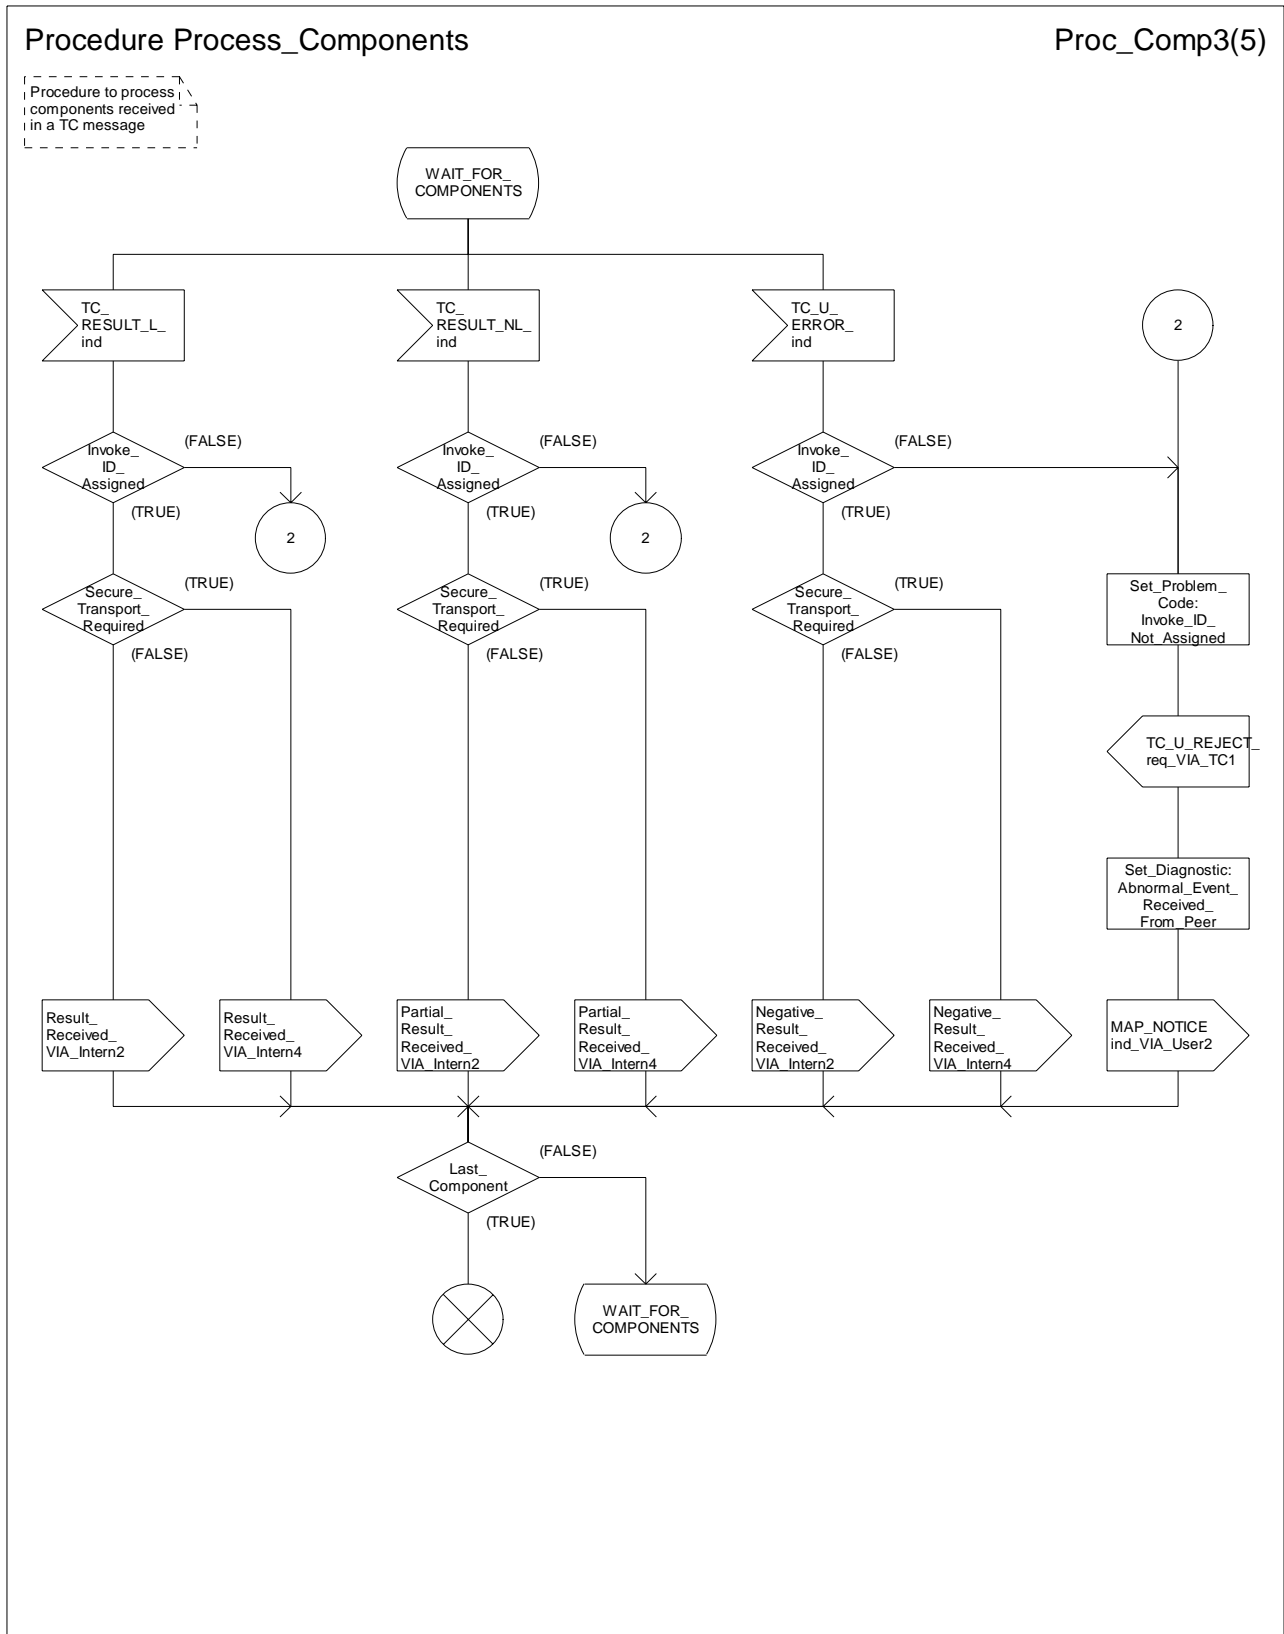 Procedure Process_Components
Proc_Comp3(5)
Procedure to process
components received
in a TC message
WAIT_FOR_
COMPONENTS
TC_
RESULT_L_
ind
TC_
RESULT_NL_
ind
TC_U_
ERROR_
ind
2
Invoke_
ID_
Assigned
(FALSE)
(TRUE)
2
Invoke_
ID_
Assigned
(FALSE)
(TRUE)
2
Invoke_
ID_
Assigned
(FALSE)
(TRUE)
Secure_
Transport_
Required
(TRUE)
(FALSE)
Secure_
Transport_
Required
(TRUE)
(FALSE)
Secure_
Transport_
Required
(TRUE)
(FALSE)
Set_Problem_
Code:
Invoke_ID_
Not_Assigned
TC_U_REJECT_
req_VIA_TC1
Set_Diagnostic:
Abnormal_Event_
Received_
From_Peer
Result_
Received_
VIA_Intern2
Result_
Received_
VIA_Intern4
Partial_
Result_
Received_
VIA_Intern2
Partial_
Result_
Received_
VIA_Intern4
Negative_
Result_
Received_
VIA_Intern2
Negative_
Result_
Received_
VIA_Intern4
MAP_NOTICE
ind_VIA_User2
Last_
Component
(FALSE)
(TRUE)
WAIT_FOR_
COMPONENTS